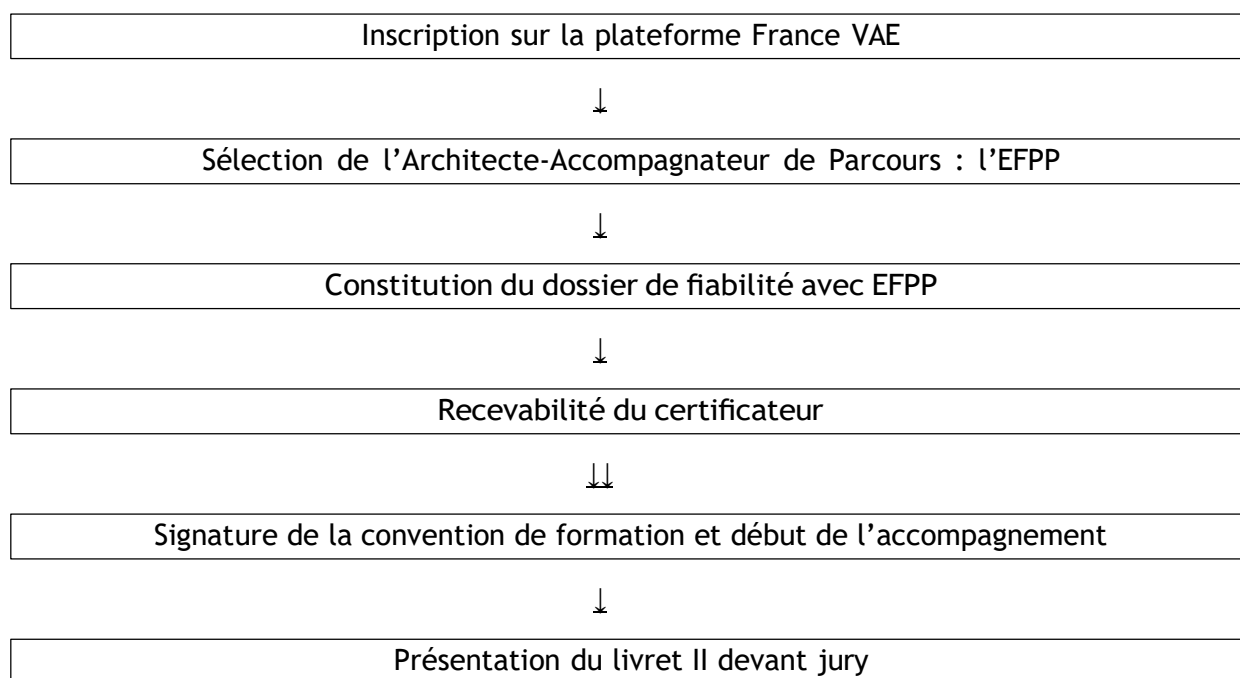 Inscription sur la plateforme France VAE
↓
Sélection de l’Architecte-Accompagnateur de Parcours : l’EFPP
↓
Constitution du dossier de fiabilité avec EFPP
↓
Recevabilité du certificateur
↓↓
Signature de la convention de formation et début de l’accompagnement
↓
Présentation du livret II devant jury